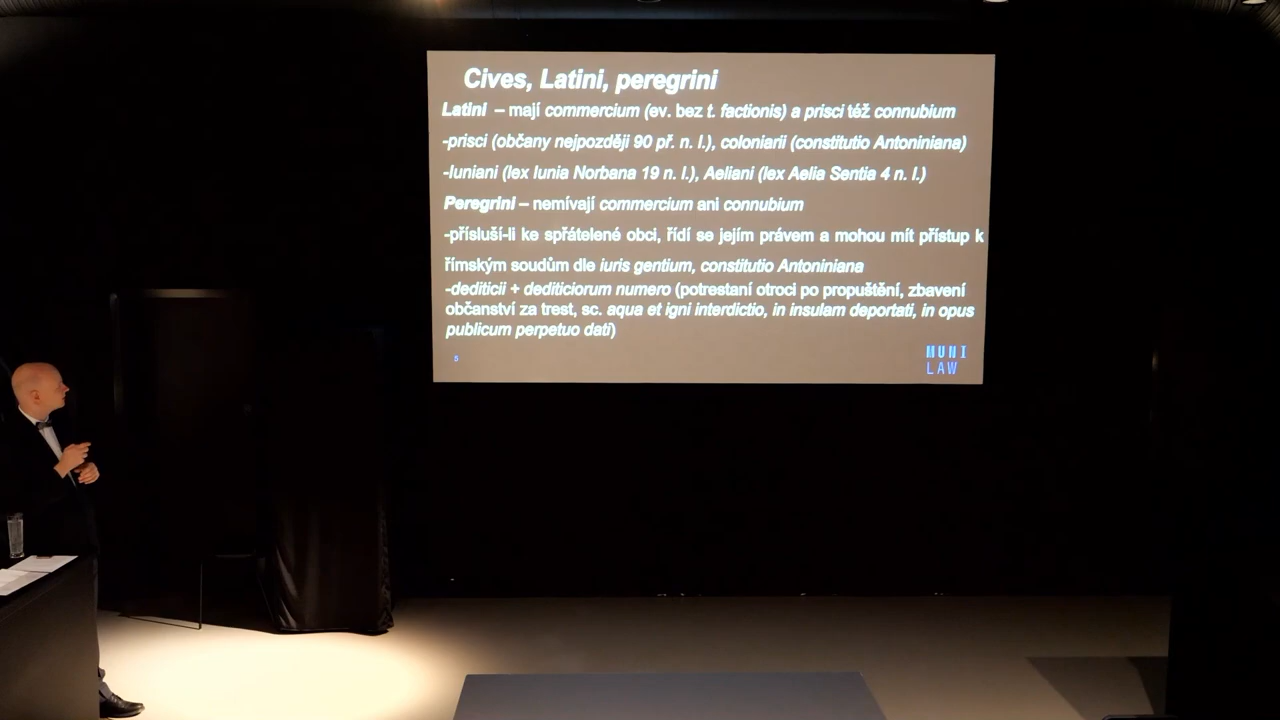 Cives, Latini, peregrini
Latini – mají commercium (ev. bez t. factionis) a prisci též connubium
-prisci (občany nejpozději 90 př. n. l.), coloniarii (constitutio Antoniniana)
-Iuniani (lex Iunia Norbana 19 n. l.), Aeliani (lex Aelia Sentia 4 n. l.)
Peregrini – nemívají commercium ani connubium
-přísluší-li ke spřátelené obci, řídí se jejím právem a mohou mít přístup k
římským soudům dle iuris gentium, constitutio Antoniniana
-dediticii + dediticiorum numero (potrestaní otroci po propuštění, zbavení
občanství za trest, sc. aqua et igni interdictio, in insulam deportati, in opus
publicum perpetuo dati)
5
MUNI
LAW